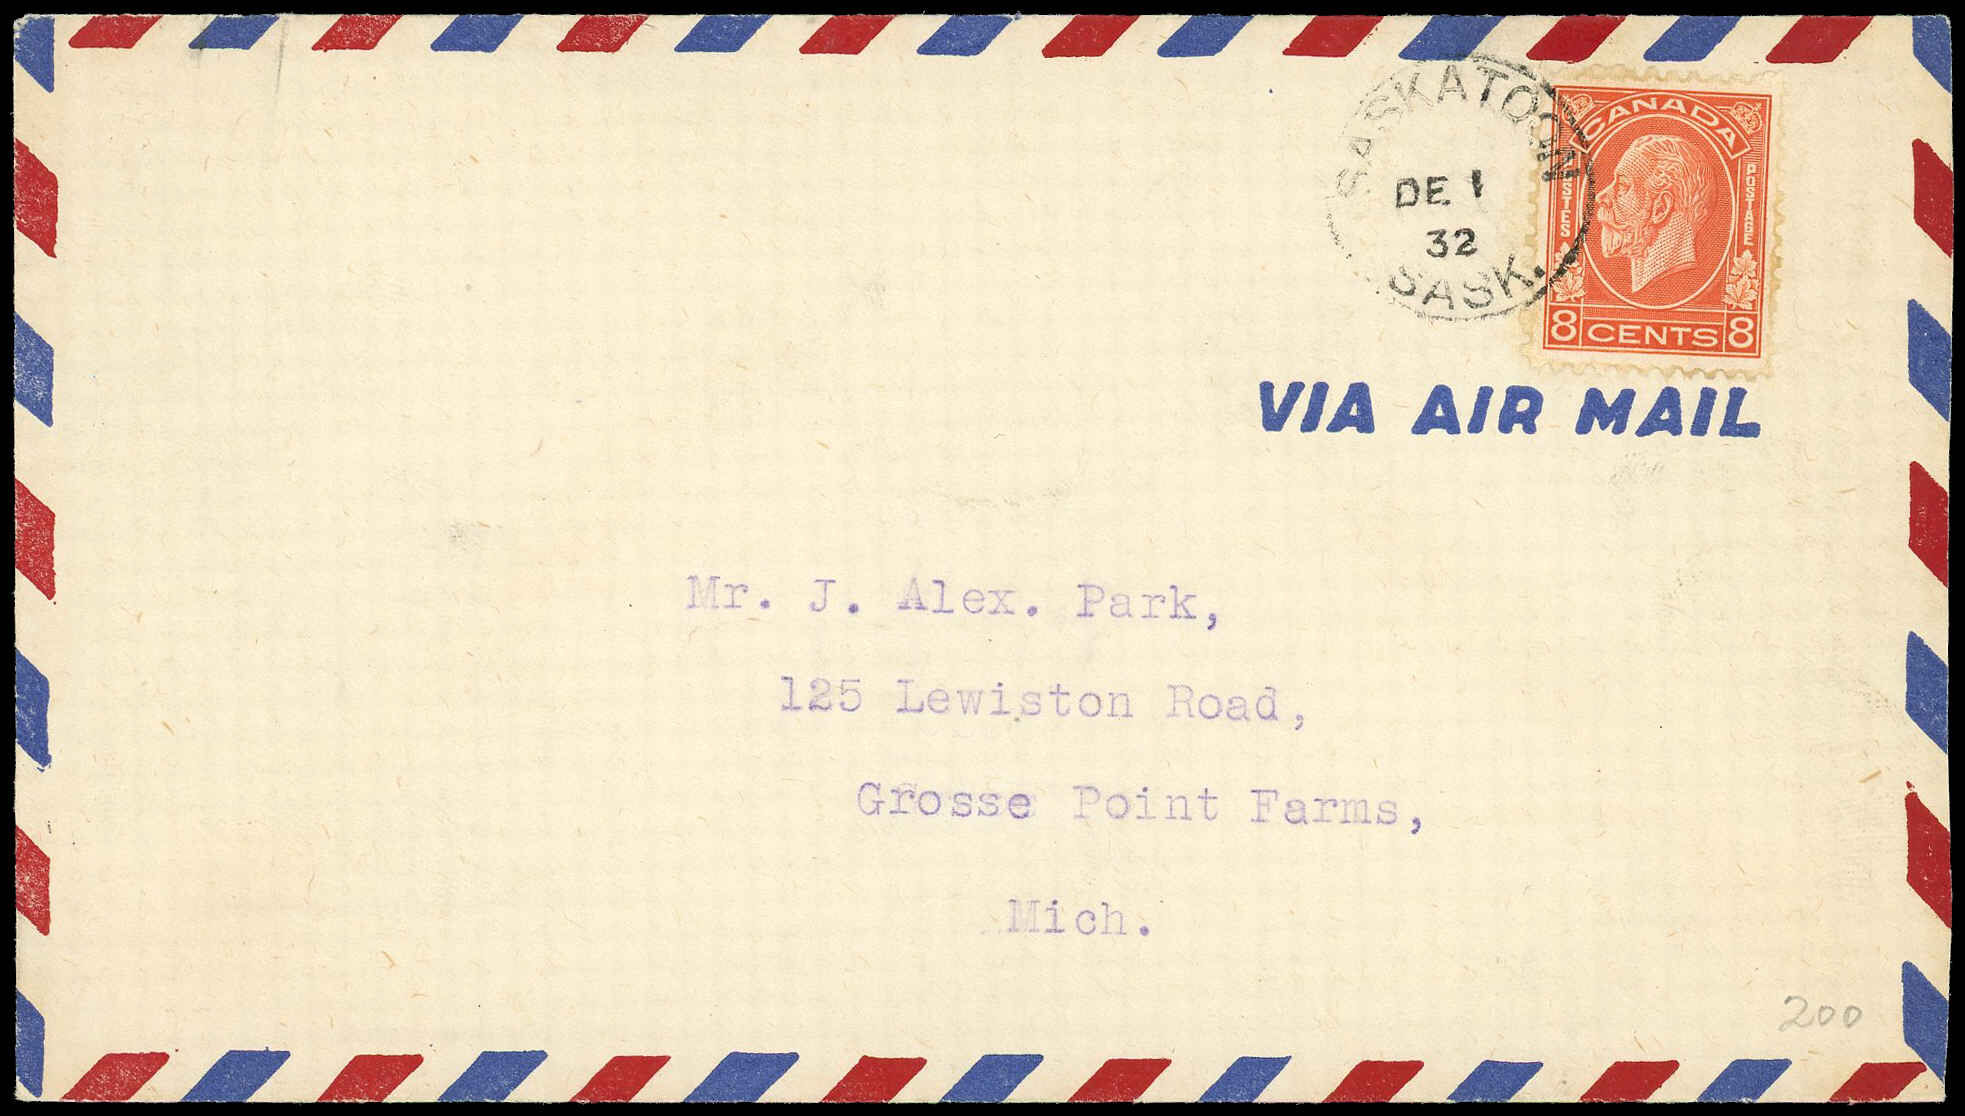 SASKATOON
DE 1
32
SASK.
CANADA
POSTES
POSTAGE
8 CENTS 8
VIA AIR MAIL
Mr. J. Alex. Park,
125 Lewiston Road,
Grosse Point Farms,
Mich.
200